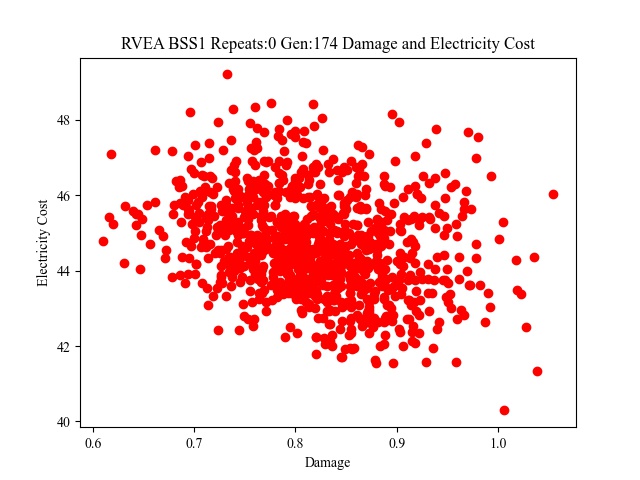 RVEA BSS1 Repeats:0 Gen:174 Damage and Electricity Cost
48
46
44
42
40
Electricity Cost
0.6 0.7 0.8 0.9 1.0
Damage